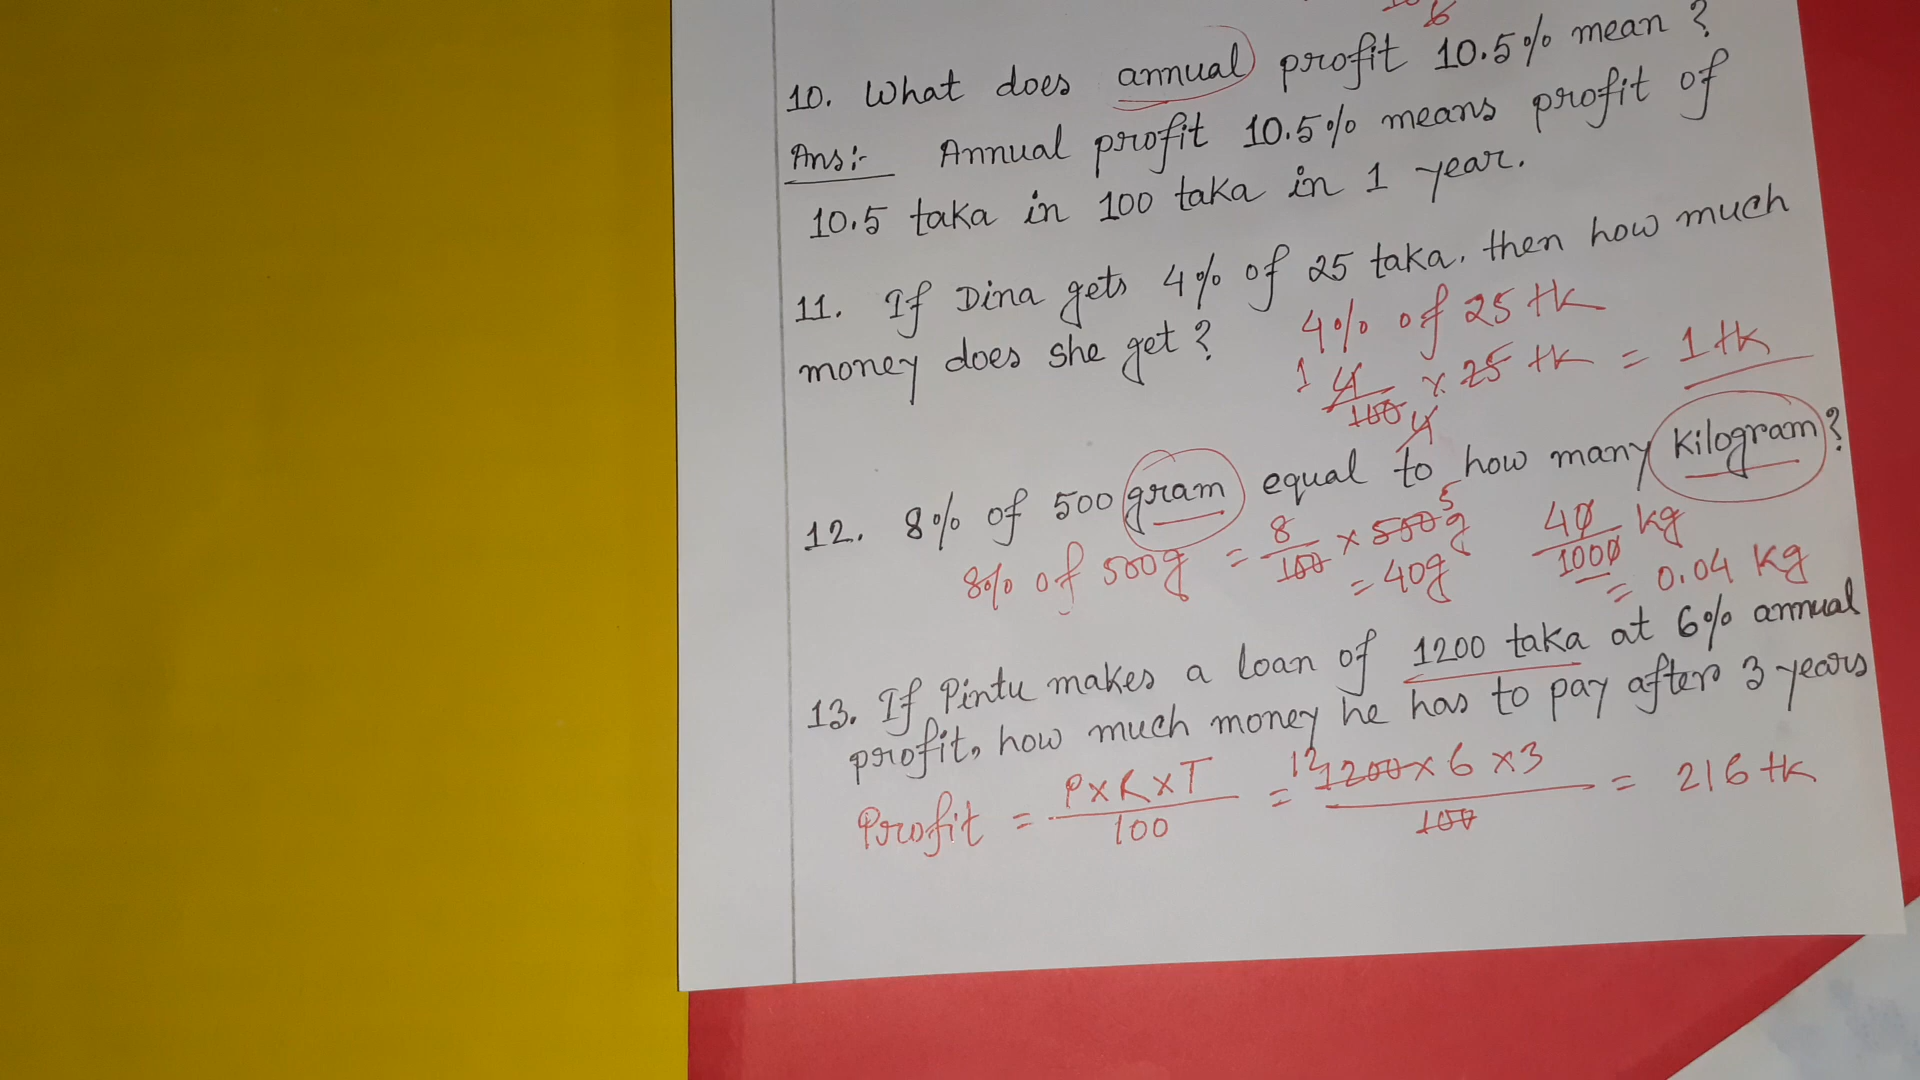 10. What does annual profit 10.5% mean ?
Ans:- Annual profit 10.5% means profit of
10.5 taka in 100 taka in 1 year.
11. If Dina gets 4% of 25 taka. then how much
money does she get ?
4% of 25 tk
1 4/100 4 x 25 tk = 1 tk
12. 8% of 500 gram equal to how many kilogram ?
8% of 500g = 8/100 x 500 5 g
= 40g
40/1000 kg
= 0.04 kg
13. If Pintu makes a loan of 1200 taka at 6% annual
profit, how much money he has to pay after 3 years
Profit = PxRxT/100 = 12 1200x 6 x3/100 = 216 tk